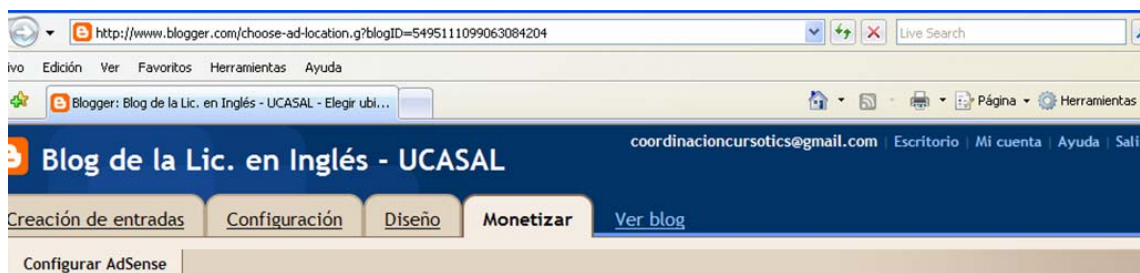 http://www.blogger.com/choose-ad-location.g?blogID=5495111099063084204 Live Search
ivo Edición Ver Favoritos Herramientas Ayuda
Blogger: Blog de la Lic. en Inglés - UCASAL - Elegir ubi... Página Herramientas
coordinacioncursotics@gmail.com | Escritorio | Mi cuenta | Ayuda | Sali
Blog de la Lic. en Inglés - UCASAL
Creación de entradas Configuración Diseño Monetizar Ver blog
Configurar AdSense